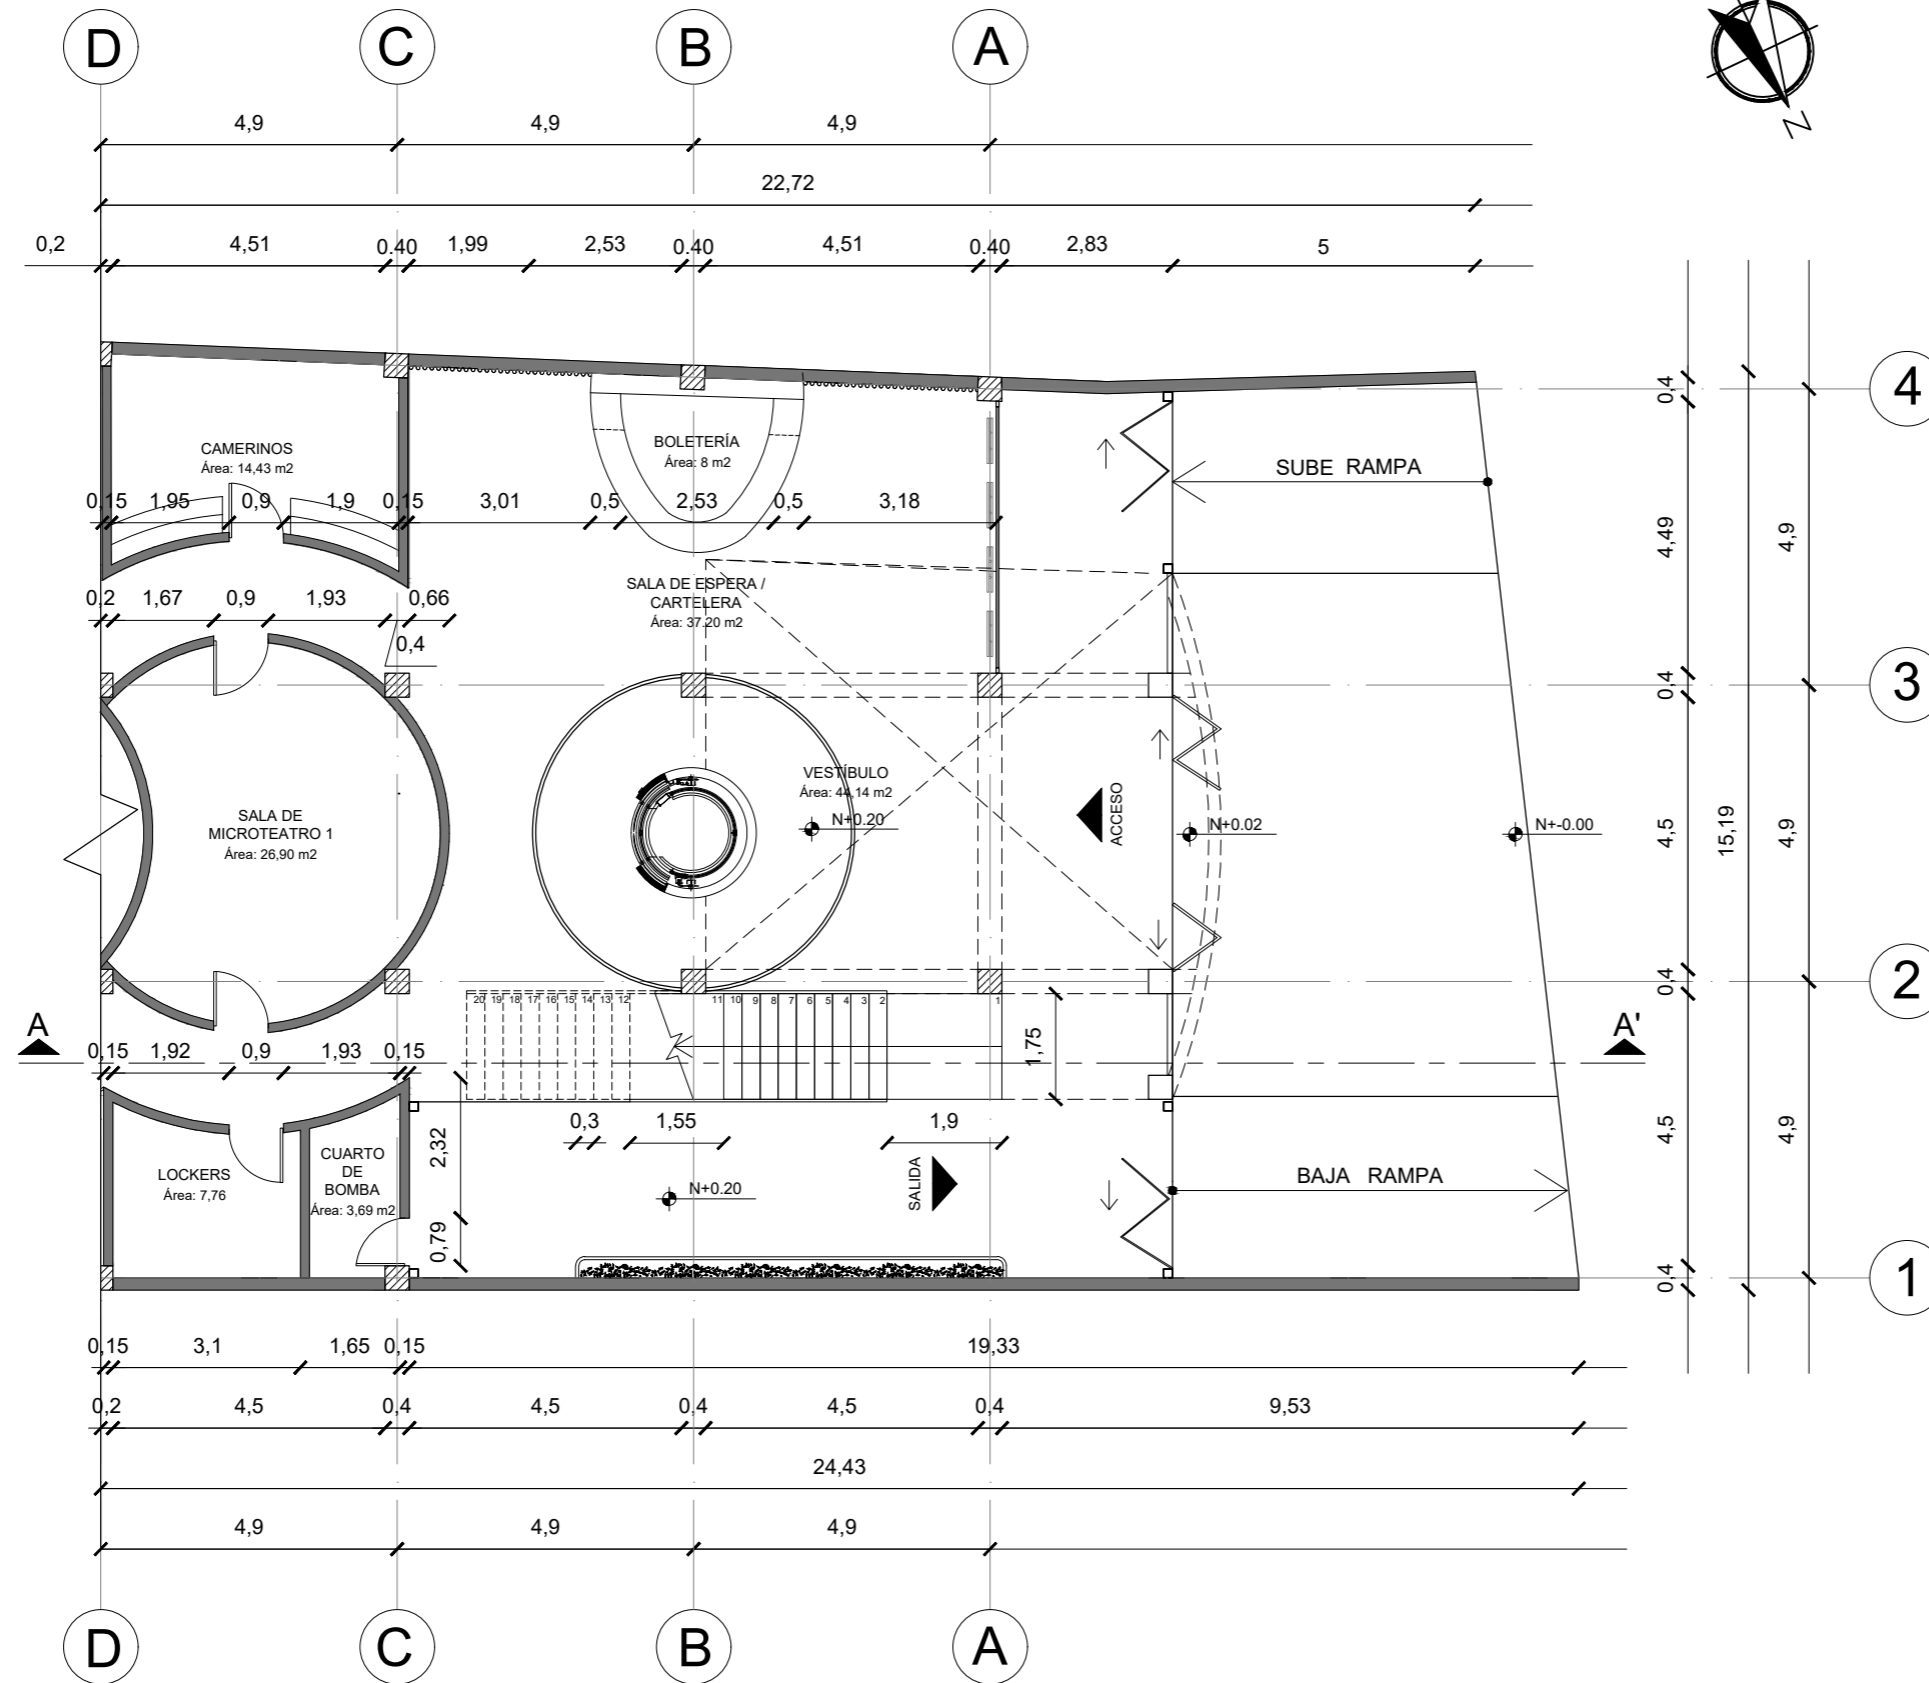 D C B A
4,9 4,9 4,9
22,72
0,2 4,51 0.40 1,99 2,53 0.40 4,51 0.40 2,83 5
N
CAMERINOS
Área: 14,43 m2
BOLETERÍA
Área: 8 m2
SUBE RAMPA
0,15 1,95 0,9 1,9 0,15 3,01 0,5 2,53 0,5 3,18
0,2 1,67 0,9 1,93 0,66
0,4
SALA DE ESPERA /
CARTELERA
Área: 37.20 m2
VESTÍBULO
Área: 44,14 m2
N+0.20
ACCESO
N+0.02
N+-0.00
SALA DE
MICROTEATRO 1
Área: 26,90 m2
0,4
4,49
0,4
4,5
0,4
4,5
0,4
15,19
4,9
4,9
4,9
4
3
2
1
20 19 18 17 16 15 14 13 12 11 10 9 8 7 6 5 4 3 2 1
A A'
0,15 1,92 0,9 1,93 0,15
1,75
0,3 1,55 1,9
2,32
0,79
LOCKERS
Área: 7,76
CUARTO
DE
BOMBA
Área: 3,69 m2
N+0.20
SALIDA
BAJA RAMPA
0,15 3,1 1,65 0,15 19,33
0,2 4,5 0,4 4,5 0,4 4,5 0,4 9,53
24,43
4,9 4,9 4,9
D C B A